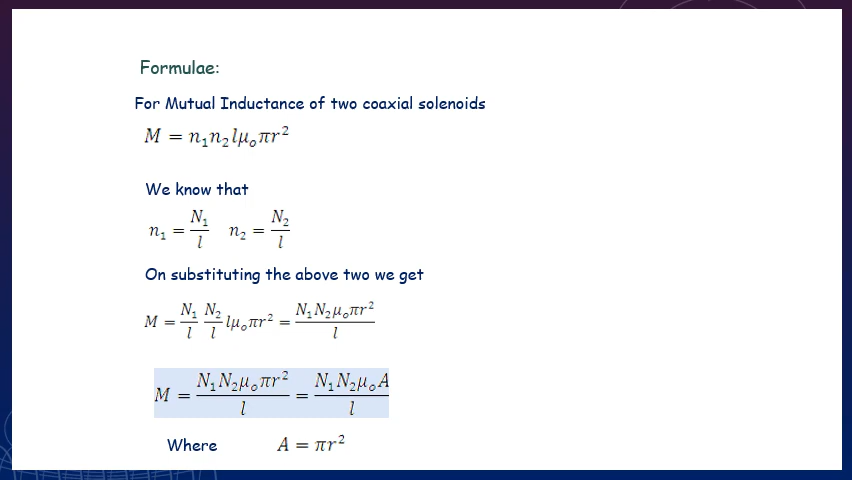 Formulae:
For Mutual Inductance of two coaxial solenoids
M = n₁n₂lμₒπr²
We know that
n₁ = N₁/l   n₂ = N₂/l
On substituting the above two we get
M = N₁/l N₂/l lμₒπr² = N₁N₂μₒπr²/l
M = N₁N₂μₒπr²/l = N₁N₂μₒA/l
Where A = πr²